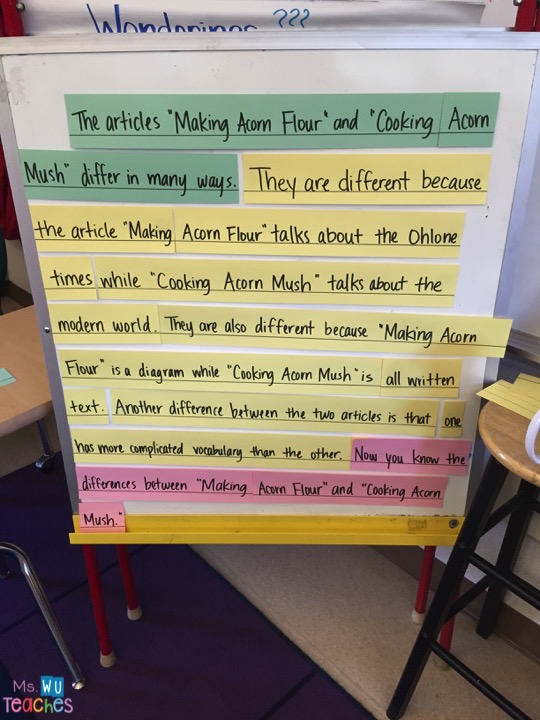 Wonderings ???
The articles "Making Acorn Flour" and "Cooking Acorn
Mush" differ in many ways. They are different because
the article "Making Acorn Flour" talks about the Ohlone
times while "Cooking Acorn Mush" talks about the
modern world. They are also different because "Making Acorn
Flour" is a diagram while "Cooking Acorn Mush" is all written
text. Another difference between the two articles is that one
has more complicated vocabulary than the other. Now you know the
differences between "Making Acorn Flour" and "Cooking Acorn
Mush."
Ms. WU
TEACHES